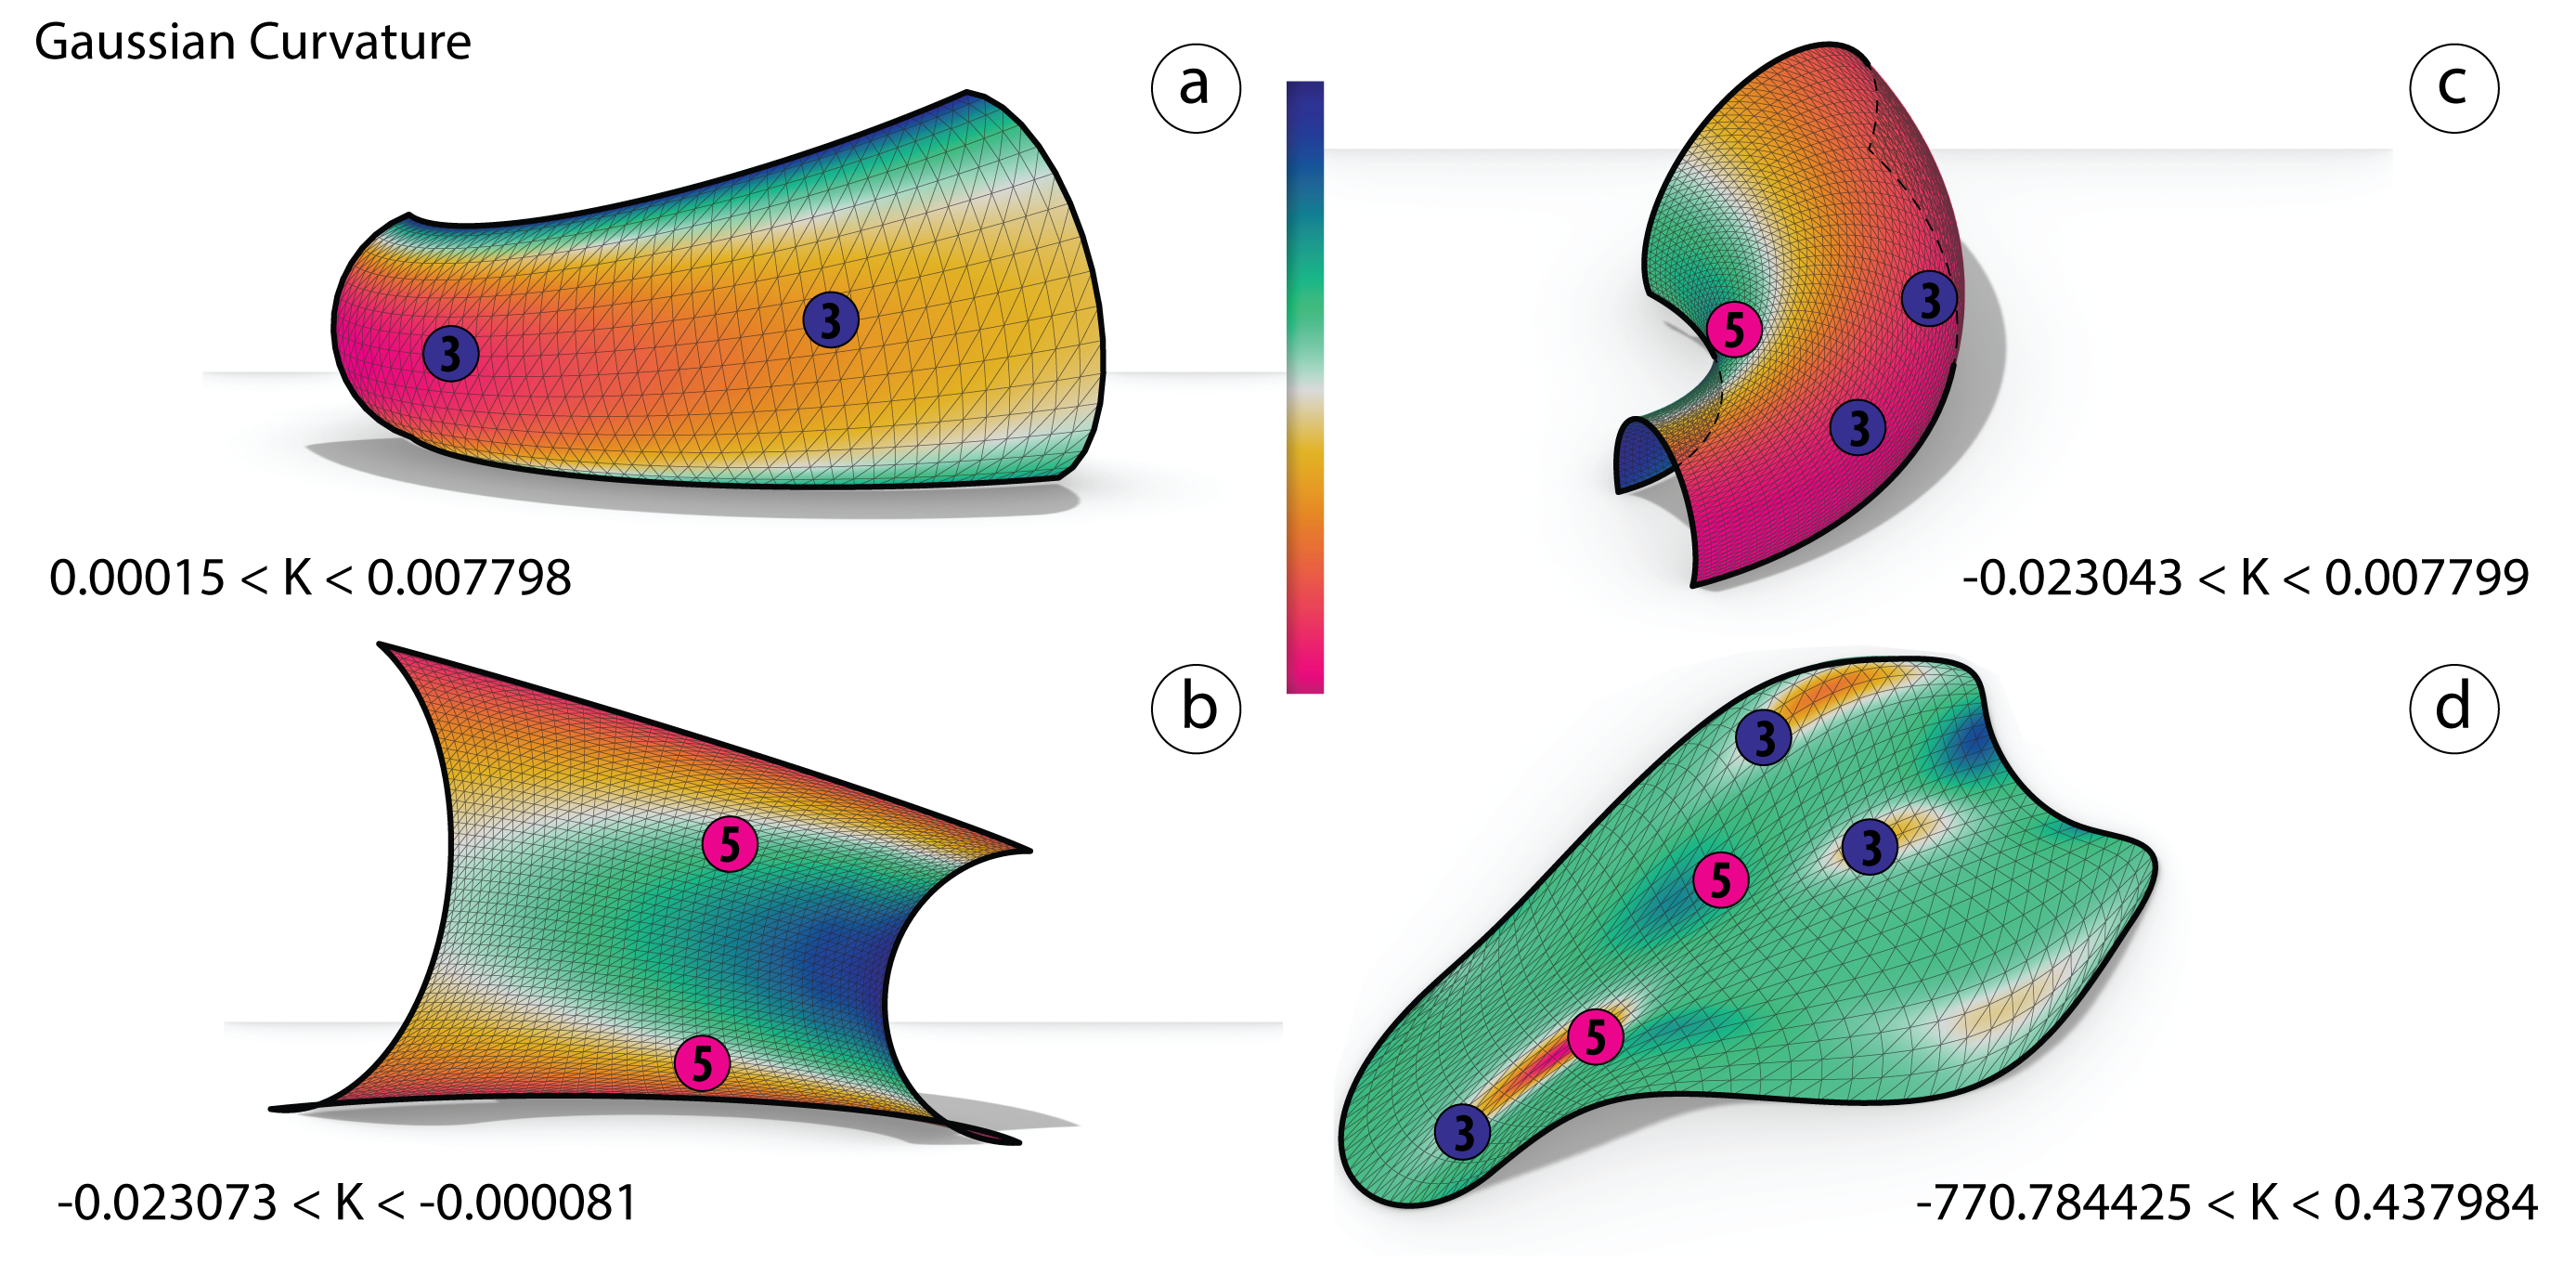 Gaussian Curvature
a
3
3
0.00015 < K < 0.007798
c
5
3
3
-0.023043 < K < 0.007799
b
5
5
-0.023073 < K < -0.000081
d
3
3
5
5
3
-770.784425 < K < 0.437984